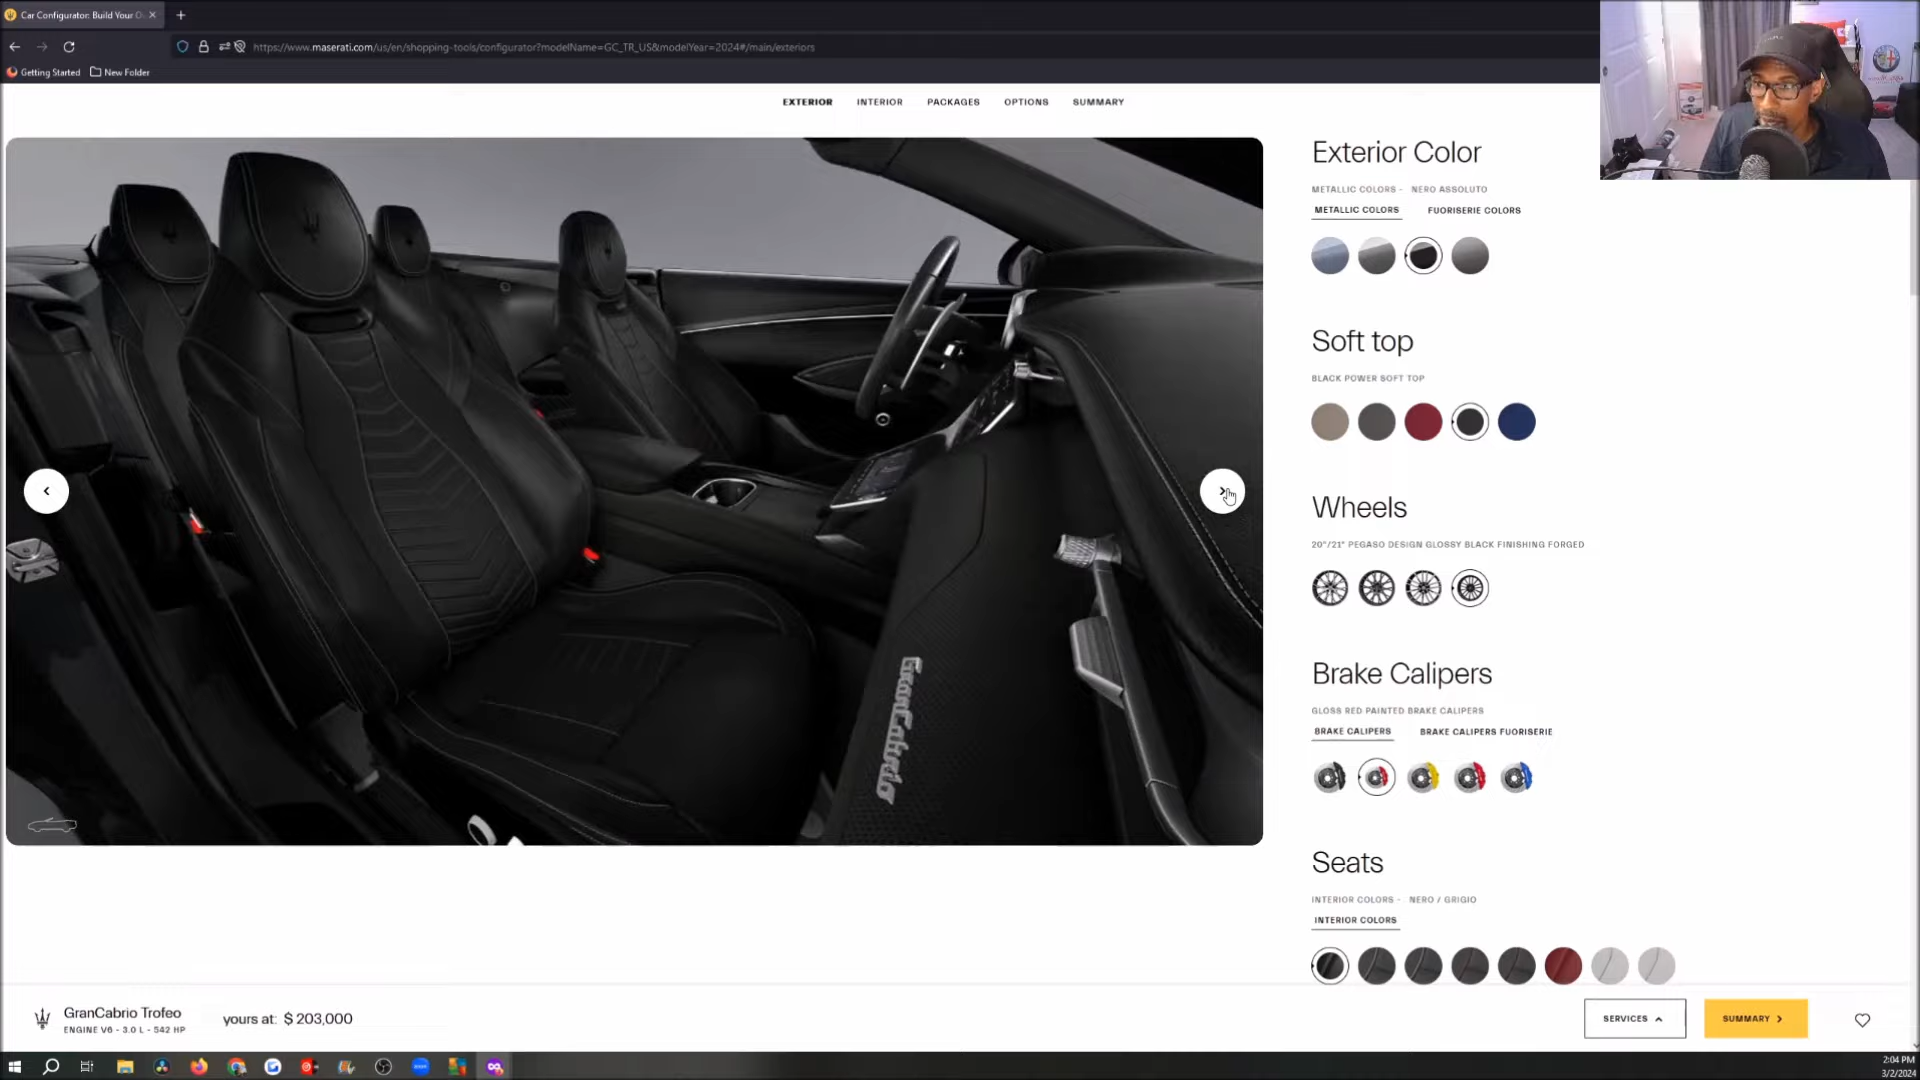 Car Configurator: Build Your O
https://www.maserati.com/us/en/shopping-tools/configurator?modelName=GC_TR_US&modelYear=2024#/main/exteriors
Getting Started
New Folder
EXTERIOR
INTERIOR
PACKAGES
OPTIONS
SUMMARY
Exterior Color
METALLIC COLORS - NERO ASSOLUTO
METALLIC COLORS
FUORISERIE COLORS
Soft top
BLACK POWER SOFT TOP
Wheels
20"/21" PEGASO DESIGN GLOSSY BLACK FINISHING FORGED
Brake Calipers
GLOSS RED PAINTED BRAKE CALIPERS
BRAKE CALIPERS
BRAKE CALIPERS FUORISERIE
Seats
INTERIOR COLORS - NERO / GRIGIO
INTERIOR COLORS
GranCabrio
GranCabrio Trofeo
ENGINE V6 - 3.0 L - 542 HP
yours at: $ 203,000
SERVICES
SUMMARY
2:04 PM
3/2/2024